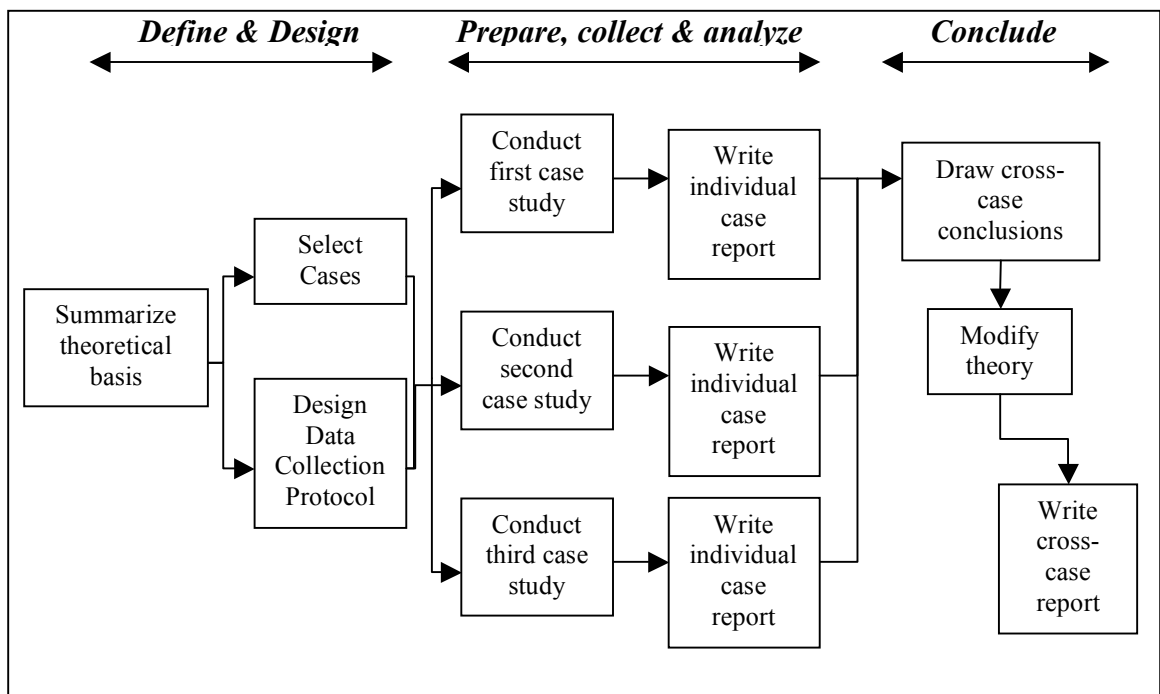 Define & Design
Prepare, collect & analyze
Conclude
Summarize
theoretical
basis
Select
Cases
Design
Data
Collection
Protocol
Conduct
first case
study
Write
individual
case
report
Conduct
second
case study
Write
individual
case
report
Conduct
third case
study
Write
individual
case
report
Draw cross-
case
conclusions
Modify
theory
Write
cross-
case
report